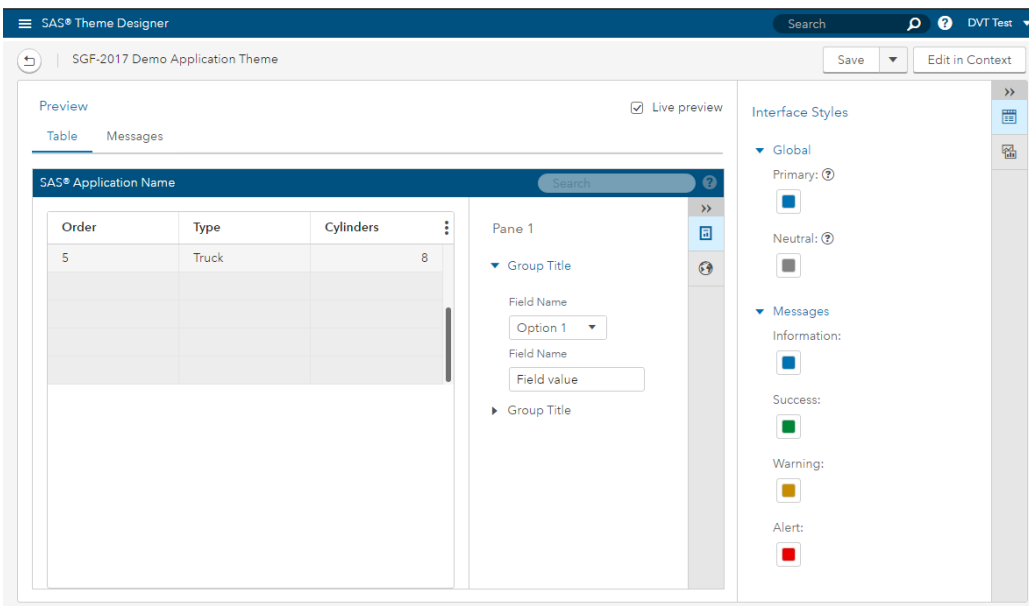 SAS® Theme Designer
Search
DVT Test
SGF-2017 Demo Application Theme
Save
Edit in Context
Preview
Live preview
Table Messages
SAS® Application Name
Search
Order Type Cylinders
5 Truck 8
Pane 1
Group Title
Field Name
Option 1
Field Name
Field value
Group Title
Interface Styles
Global
Primary:
Neutral:
Messages
Information:
Success:
Warning:
Alert: